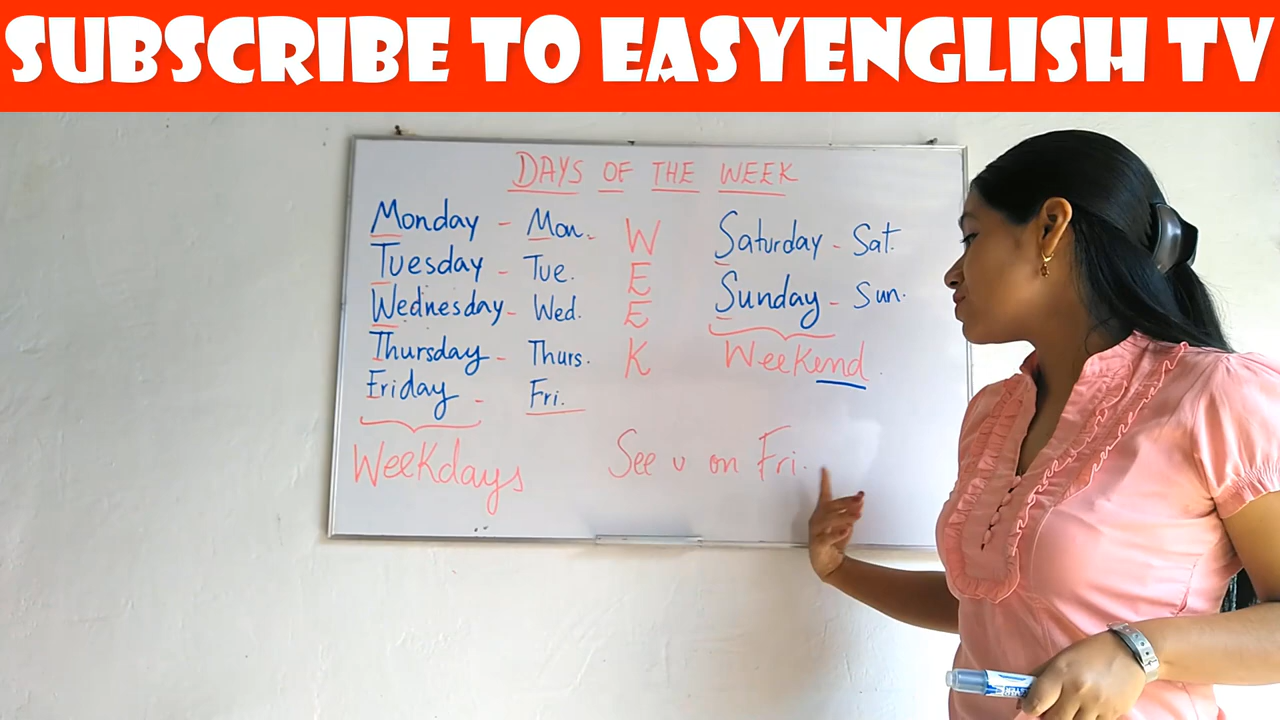 SUBSCRIBE TO EASYENGLISH TV
DAYS OF THE WEEK
Monday - Mon.
Tuesday - Tue.
Wednesday - Wed.
Thursday - Thurs.
Friday - Fri.
Weekdays
W
E
E
K
Saturday - Sat.
Sunday - Sun.
Weekend
See u on Fri.